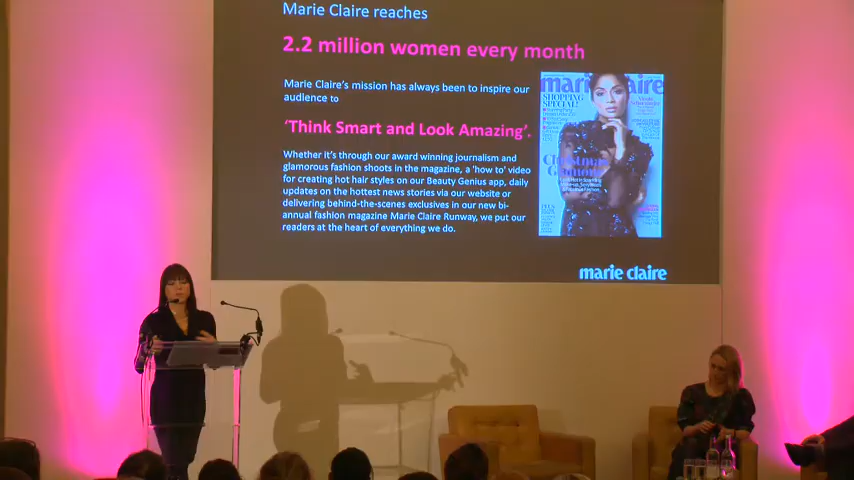 Marie Claire reaches
2.2 million women every month
Marie Claire's mission has always been to inspire our
audience to
'Think Smart and Look Amazing'.
Whether it's through our award winning journalism and
glamorous fashion shoots in the magazine, a 'how to' video
for creating hot hair styles on our Beauty Genius app, daily
updates on the hottest news stories via our website or
delivering behind-the-scenes exclusives in our new bi-
annual fashion magazine Marie Claire Runway, we put our
readers at the heart of everything we do.
marie claire
SHOPPING
SPECIAL!
Christmas
Glamour
marie claire